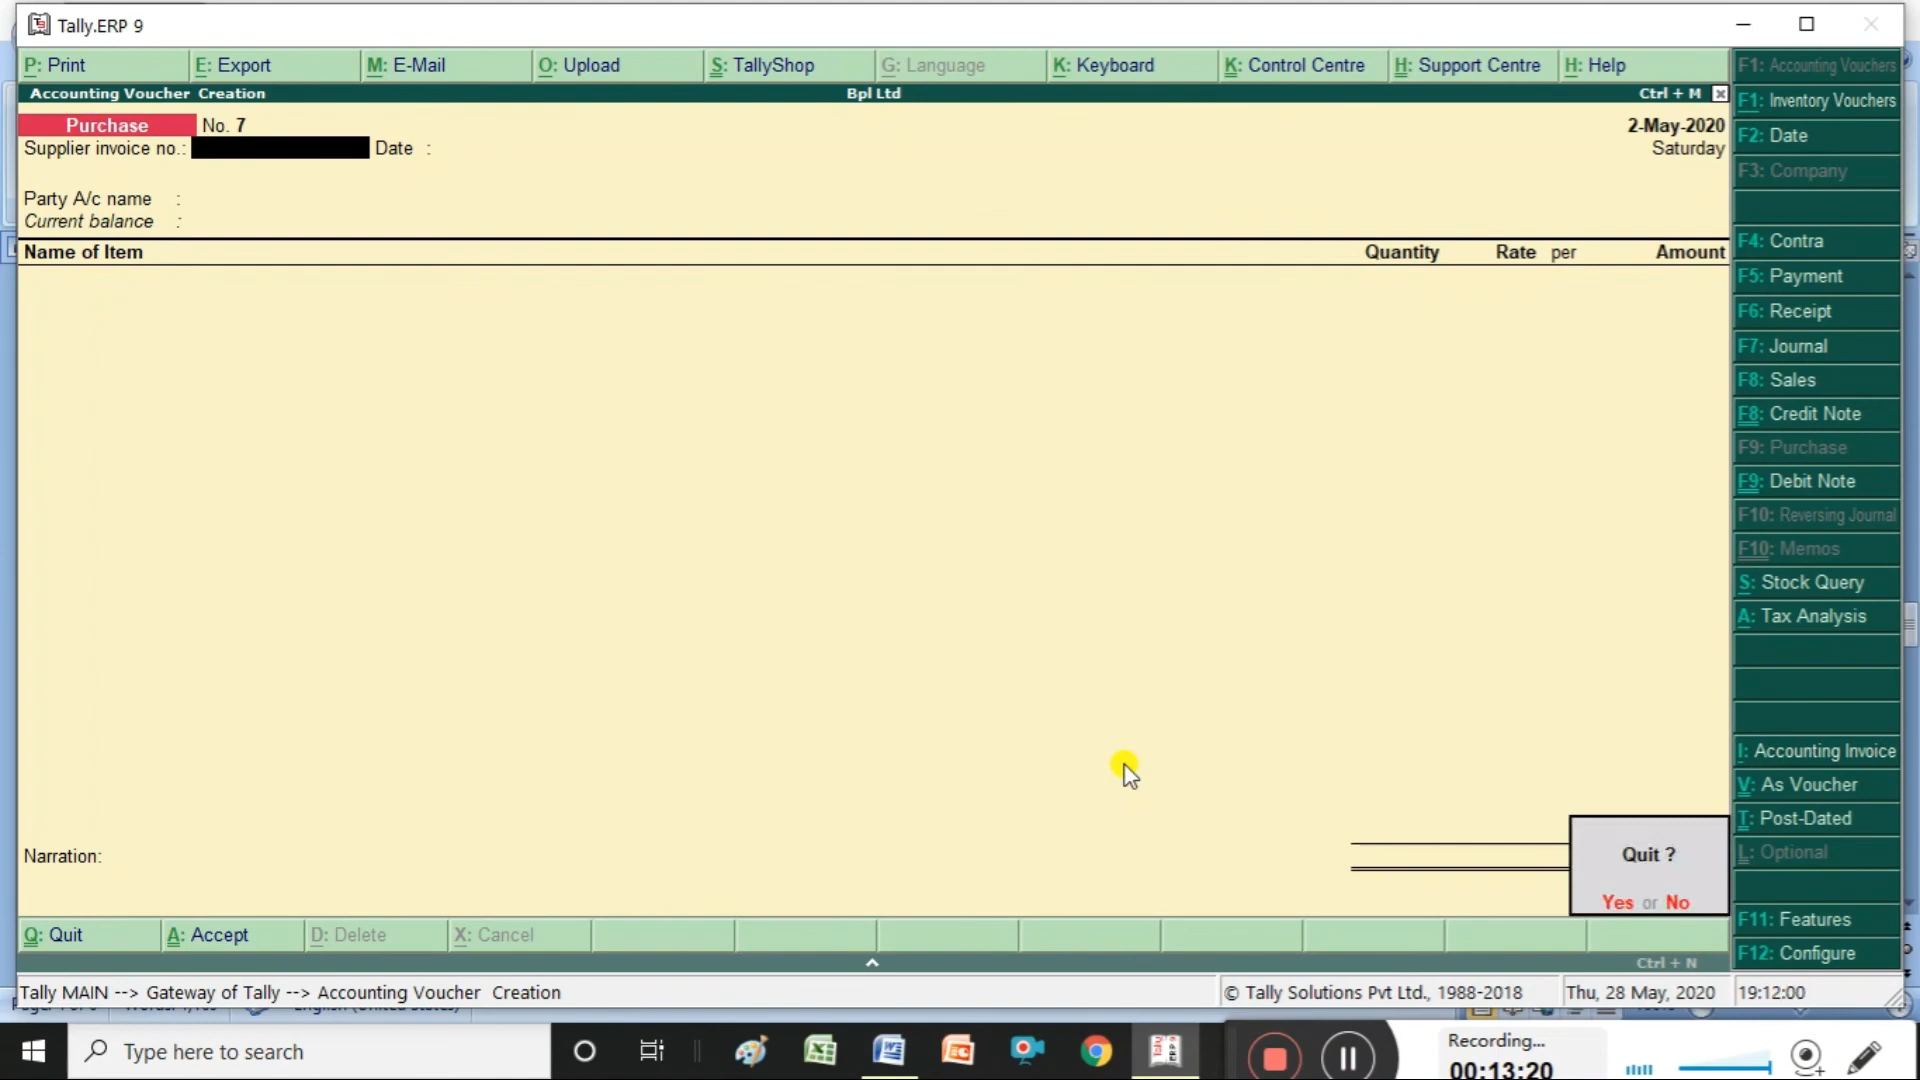 Tally.ERP 9
P: Print
E: Export
M: E-Mail
O: Upload
S: TallyShop
G: Language
K: Keyboard
K: Control Centre
H: Support Centre
H: Help
Accounting Voucher Creation
Bpl Ltd
Ctrl + M
Purchase No. 7
2-May-2020
Supplier invoice no.:
Date :
Saturday
Party A/c name :
Current balance :
Name of Item
Quantity
Rate per
Amount
F1: Accounting Vouchers
F1: Inventory Vouchers
F2: Date
F3: Company
F4: Contra
F5: Payment
F6: Receipt
F7: Journal
F8: Sales
F8: Credit Note
F9: Purchase
F9: Debit Note
F10: Reversing Journal
F10: Memos
S: Stock Query
A: Tax Analysis
I: Accounting Invoice
V: As Voucher
T: Post-Dated
L: Optional
F11: Features
F12: Configure
Narration:
Quit ?
Yes or No
Q: Quit
A: Accept
D: Delete
X: Cancel
Ctrl + N
Tally MAIN --> Gateway of Tally --> Accounting Voucher Creation
© Tally Solutions Pvt Ltd., 1988-2018
Thu, 28 May, 2020
19:12:00
Type here to search
Recording...
00:13:20